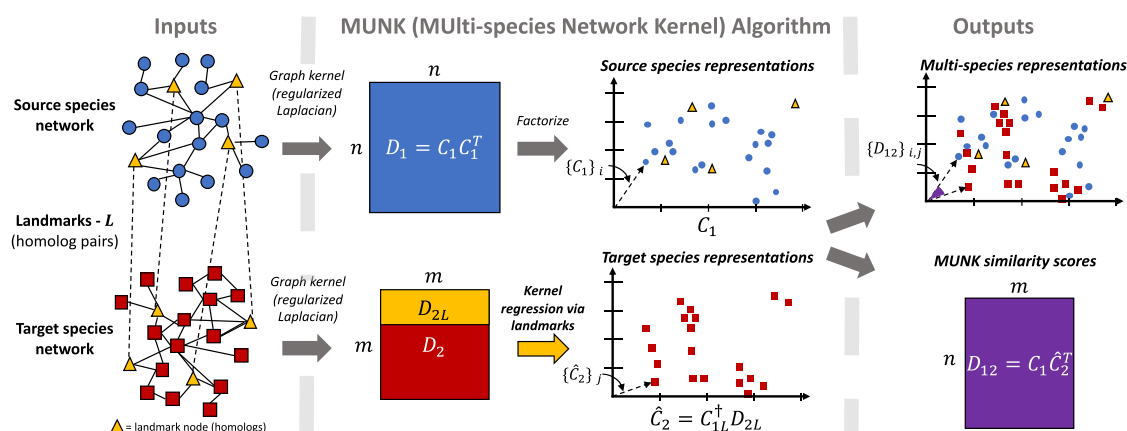 Inputs
MUNK (MUlti-species Network Kernel) Algorithm
Outputs
Source species
network
Landmarks - L
(homolog pairs)
Target species
network
= landmark node (homologs)
Graph kernel
(regularized
Laplacian)
n
n
D₁ = C₁C₁ᵀ
Factorize
Source species representations
{C₁}ᵢ
C₁
Graph kernel
(regularized
Laplacian)
m
m
D₂L
D₂
Kernel
regression via
landmarks
Target species representations
{Ĉ₂}ⱼ
Ĉ₂ = C₁L† D₂L
Multi-species representations
{D₁₂}ᵢ,ⱼ
MUNK similarity scores
m
n
D₁₂ = C₁Ĉ₂ᵀ